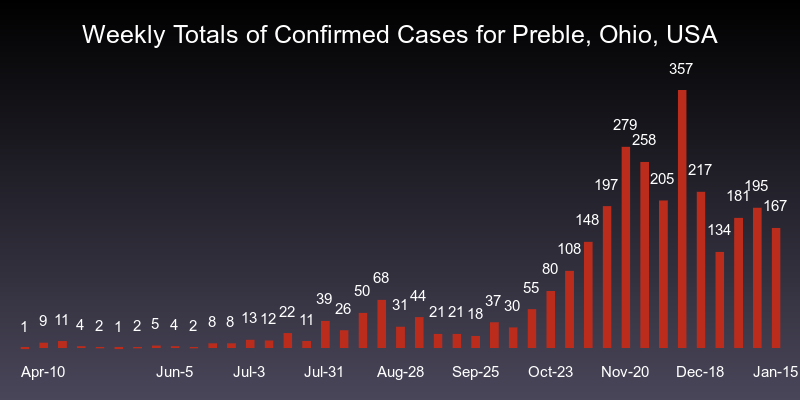 Weekly Totals of Confirmed Cases for Preble, Ohio, USA
1 9 11 4 2 1 2 5 4 2 8 8 13 12 22 11 39 26 50 68 31 44 21 21 18 37 30 55 80 108 148 197 279 258 205 357 217 134 181 195 167
Apr-10 Jun-5 Jul-3 Jul-31 Aug-28 Sep-25 Oct-23 Nov-20 Dec-18 Jan-15